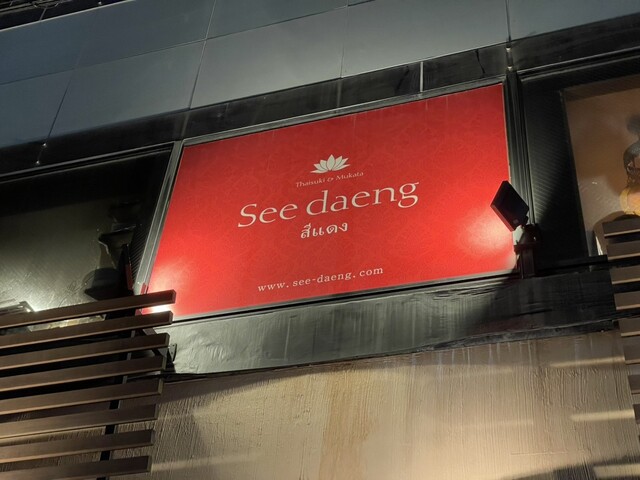 Thaisuki & Mukata
See daeng
สีแดง
www.see-daeng.com